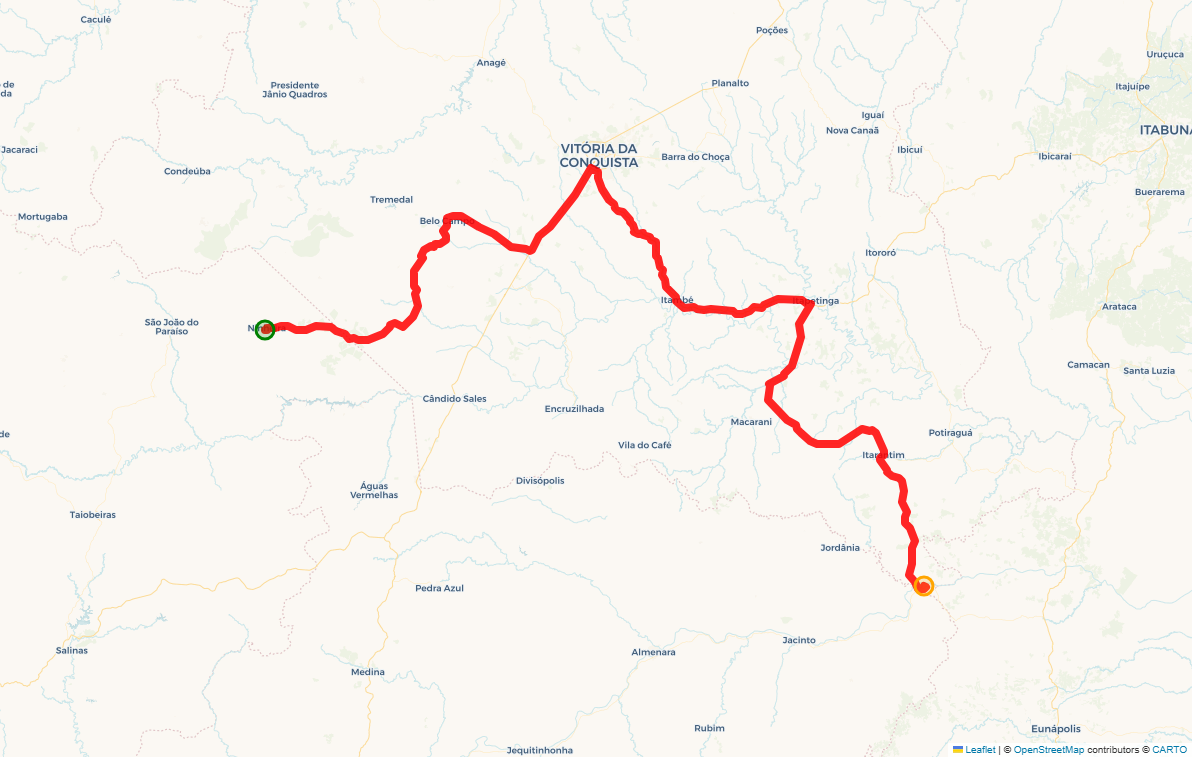 Caculé
Poções
Uruçuca
Anagé
Planalto
de
da
Presidente
Jânio Quadros
Itajuípe
Iguaí
Nova Canaã
ITABUNA
Jacaraci
VITÓRIA DA
CONQUISTA
Barra do Choça
Ibicuí
Ibicaraí
Condeúba
Buerarema
Tremedal
Mortugaba
Belo Campo
Itororó
Itambé
Itapetinga
Arataca
São João do
Paraíso
Ninheira
Camacan
Santa Luzia
Cândido Sales
Encruzilhada
Macarani
Potiraguá
de
Vila do Café
Itarantim
Divisópolis
Águas
Vermelhas
Taiobeiras
Jordânia
Pedra Azul
Jacinto
Salinas
Almenara
Medina
Rubim
Eunápolis
Jequitinhonha
Leaflet | © OpenStreetMap contributors © CARTO